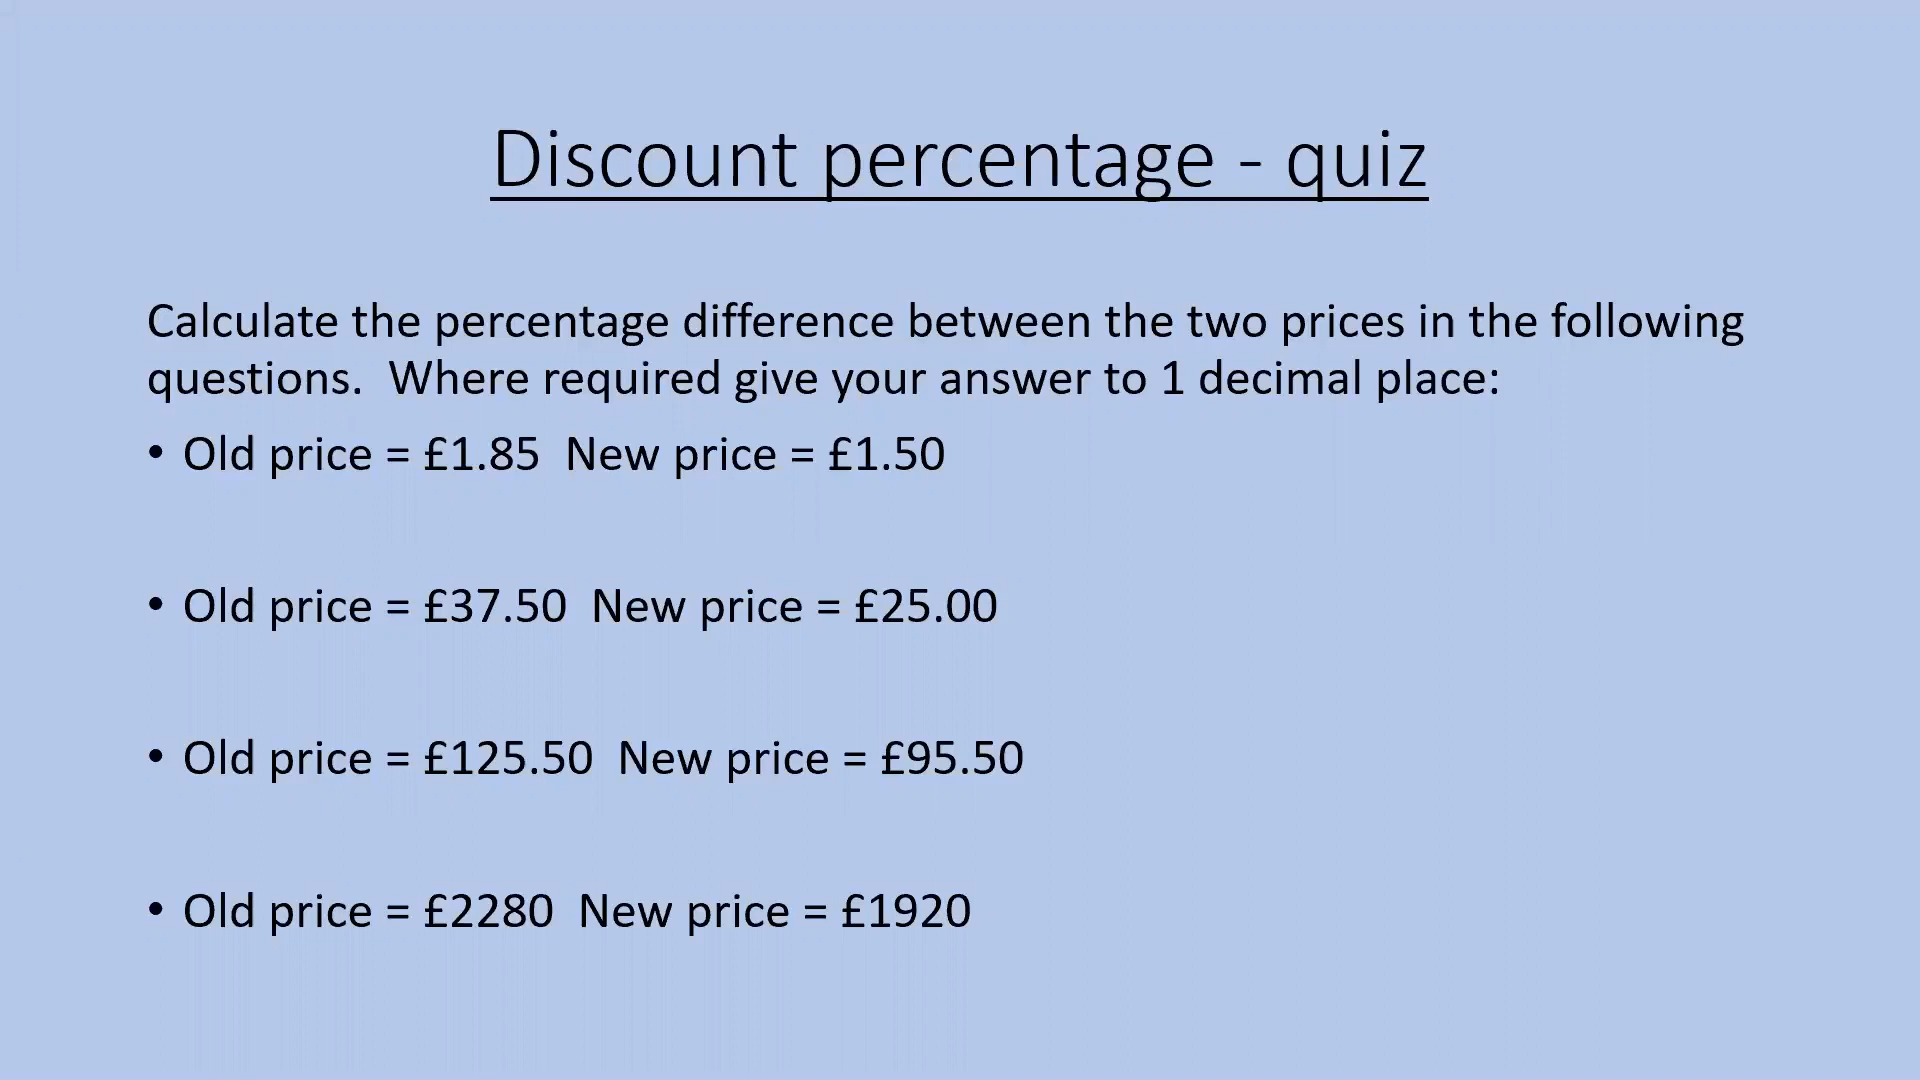 Discount percentage - quiz
Calculate the percentage difference between the two prices in the following
questions.  Where required give your answer to 1 decimal place:
• Old price = £1.85  New price = £1.50
• Old price = £37.50  New price = £25.00
• Old price = £125.50  New price = £95.50
• Old price = £2280  New price = £1920